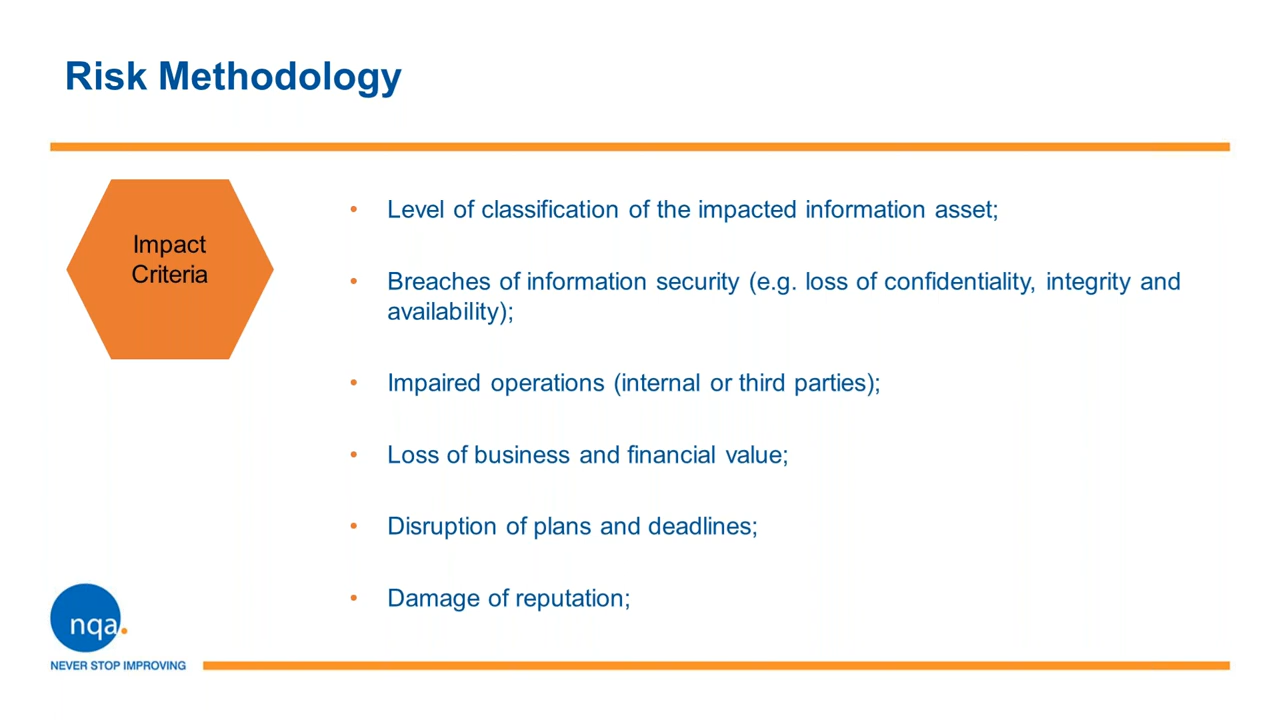 Risk Methodology
Impact
Criteria
• Level of classification of the impacted information asset;
• Breaches of information security (e.g. loss of confidentiality, integrity and
availability);
• Impaired operations (internal or third parties);
• Loss of business and financial value;
• Disruption of plans and deadlines;
• Damage of reputation;
nqa.
NEVER STOP IMPROVING